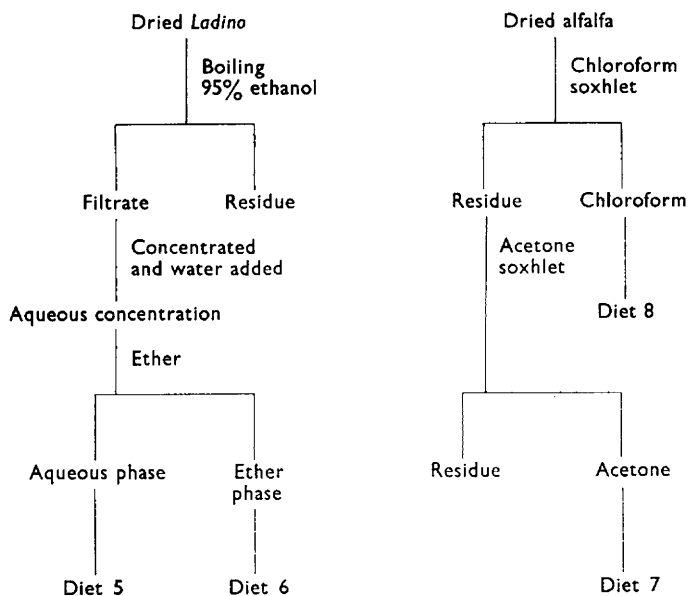 Dried Ladino
Boiling
95% ethanol
Filtrate
Residue
Concentrated
and water added
Aqueous concentration
Ether
Aqueous phase
Ether
phase
Diet 5
Diet 6
Dried alfalfa
Chloroform
soxhlet
Residue
Chloroform
Acetone
soxhlet
Diet 8
Residue
Acetone
Diet 7